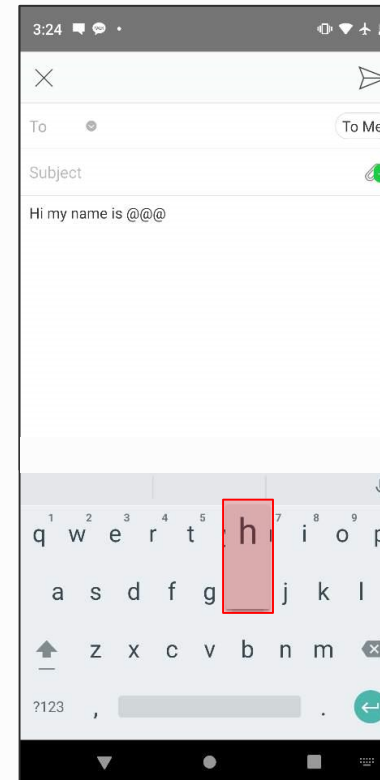 3:24
To
To Me
Subject
Hi my name is @@@
1 2 3 4 5 7 8 9
q w e r t h i o p
a s d f g j k l
z x c v b n m
?123 , .